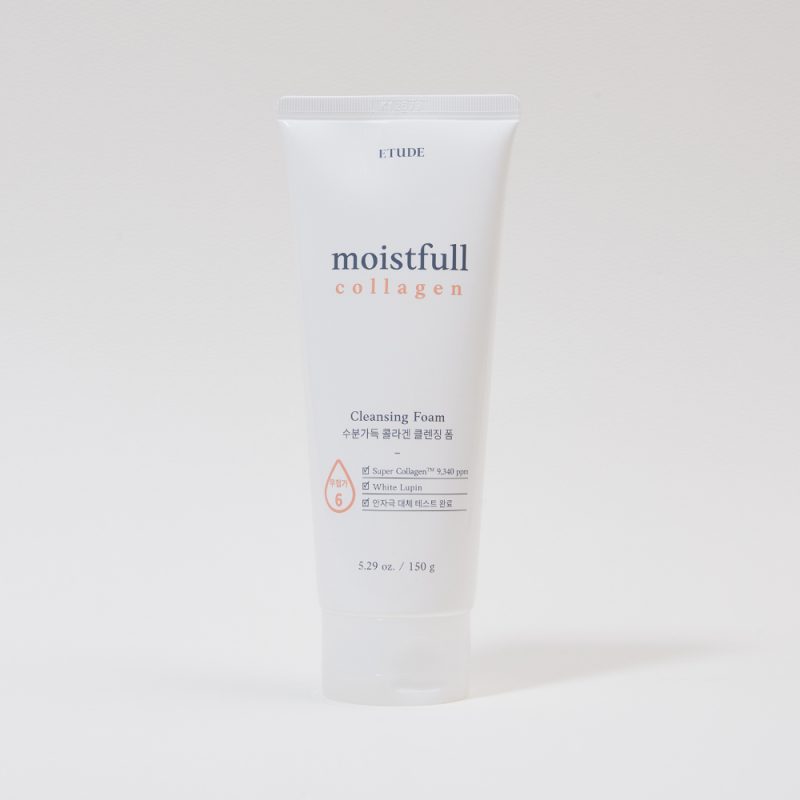 ETUDE
moistfull
collagen
Cleansing Foam
수분가득 콜라겐 클렌징 폼
–
무첨가
6
☑ Super Collagen™ 9,340 ppm
☑ White Lupin
☑ 안자극 대체 테스트 완료
5.29 oz. / 150 g